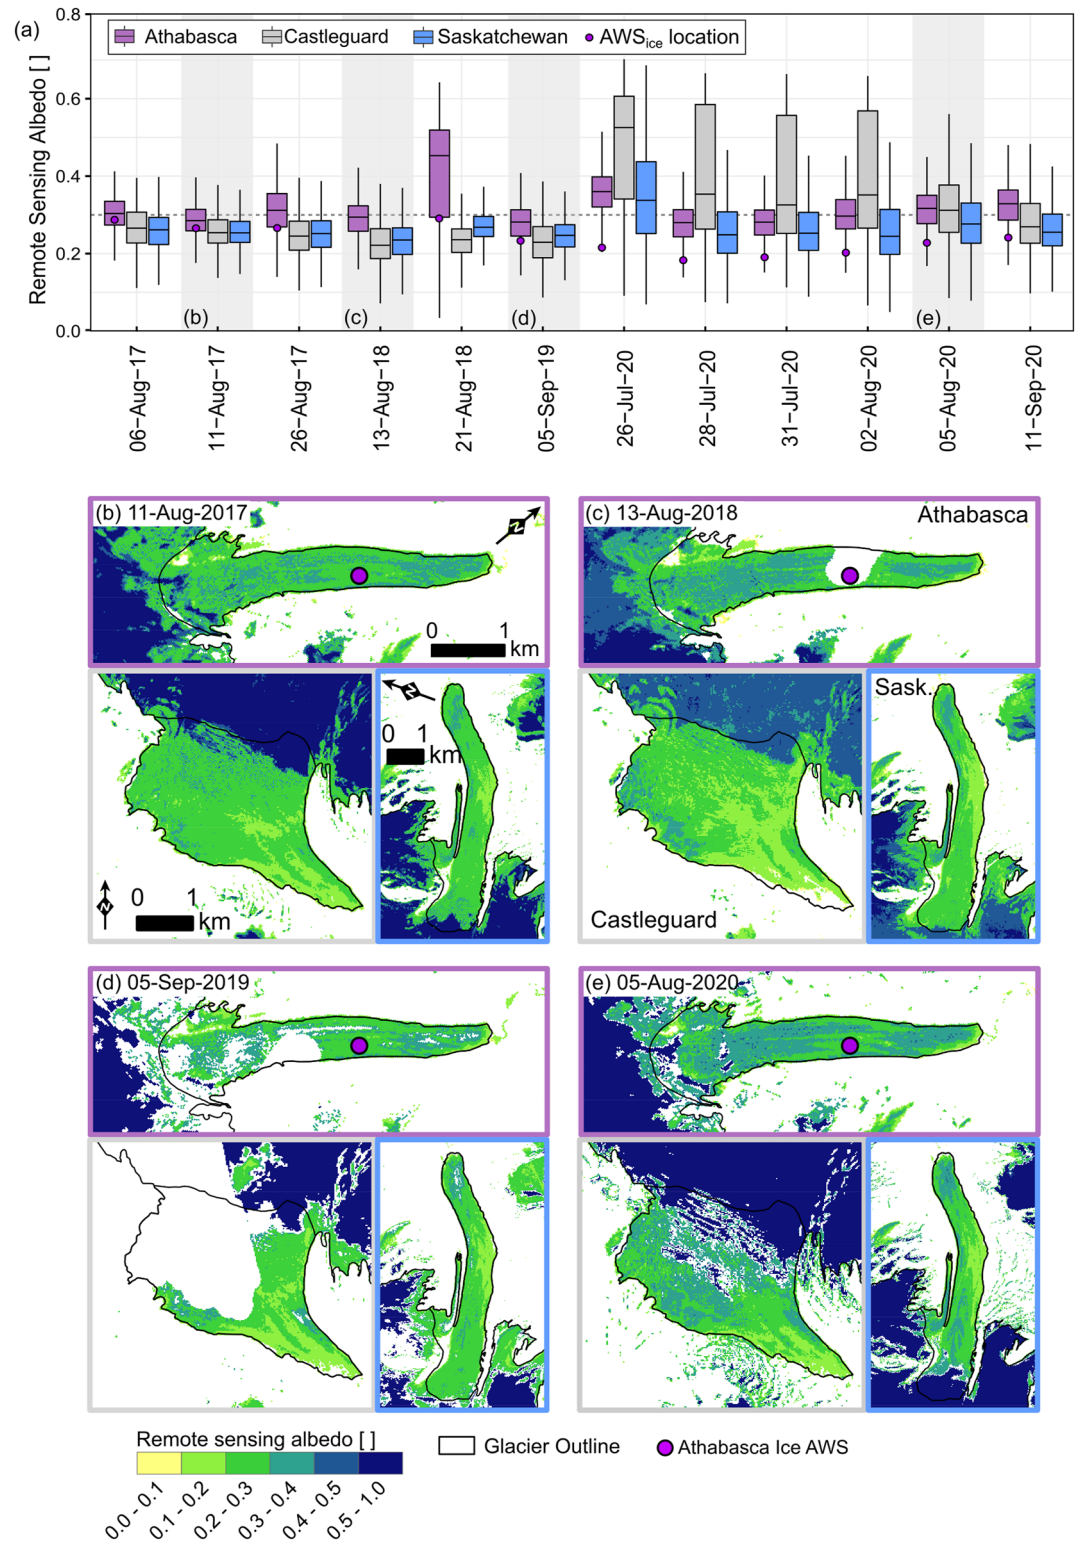 (a)
Remote Sensing Albedo [ ]
0.8
0.6
0.4
0.2
0.0
Athabasca
Castleguard
Saskatchewan
AWSice location
(b)
(c)
(d)
(e)
06-Aug-17
11-Aug-17
26-Aug-17
13-Aug-18
21-Aug-18
05-Sep-19
26-Jul-20
28-Jul-20
31-Jul-20
02-Aug-20
05-Aug-20
11-Sep-20
(b) 11-Aug-2017
N
0 1
km
(c) 13-Aug-2018
Athabasca
N
0 1
km
N
0 1
km
Castleguard
Sask.
(d) 05-Sep-2019
(e) 05-Aug-2020
Remote sensing albedo [ ]
0.0 - 0.1
0.1 - 0.2
0.2 - 0.3
0.3 - 0.4
0.4 - 0.5
0.5 - 1.0
Glacier Outline
Athabasca Ice AWS